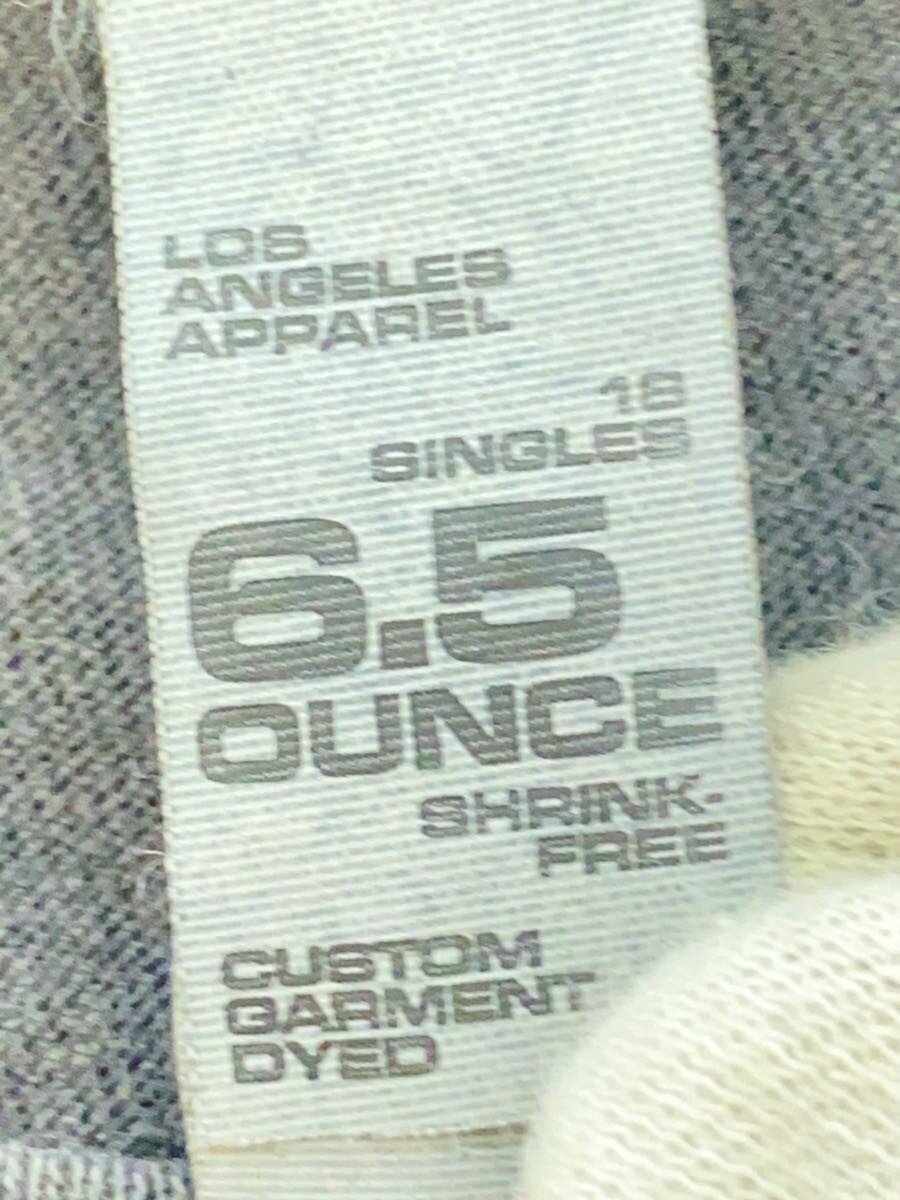 LOS
ANGELES
APPAREL
18
SINGLES
6.5
OUNCE
SHRINK-
FREE
CUSTOM
GARMENT
DYED